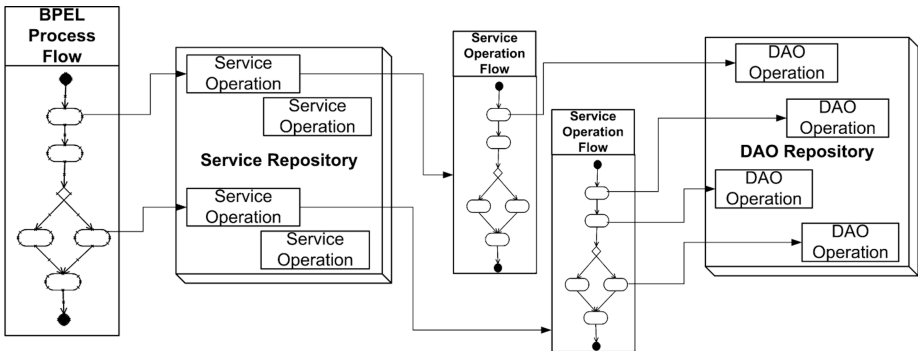 BPEL
Process
Flow
Service
Operation
Service
Operation
Service Repository
Service
Operation
Service
Operation
Service
Operation
Flow
Service
Operation
Flow
DAO
Operation
DAO
Operation
DAO Repository
DAO
Operation
DAO
Operation